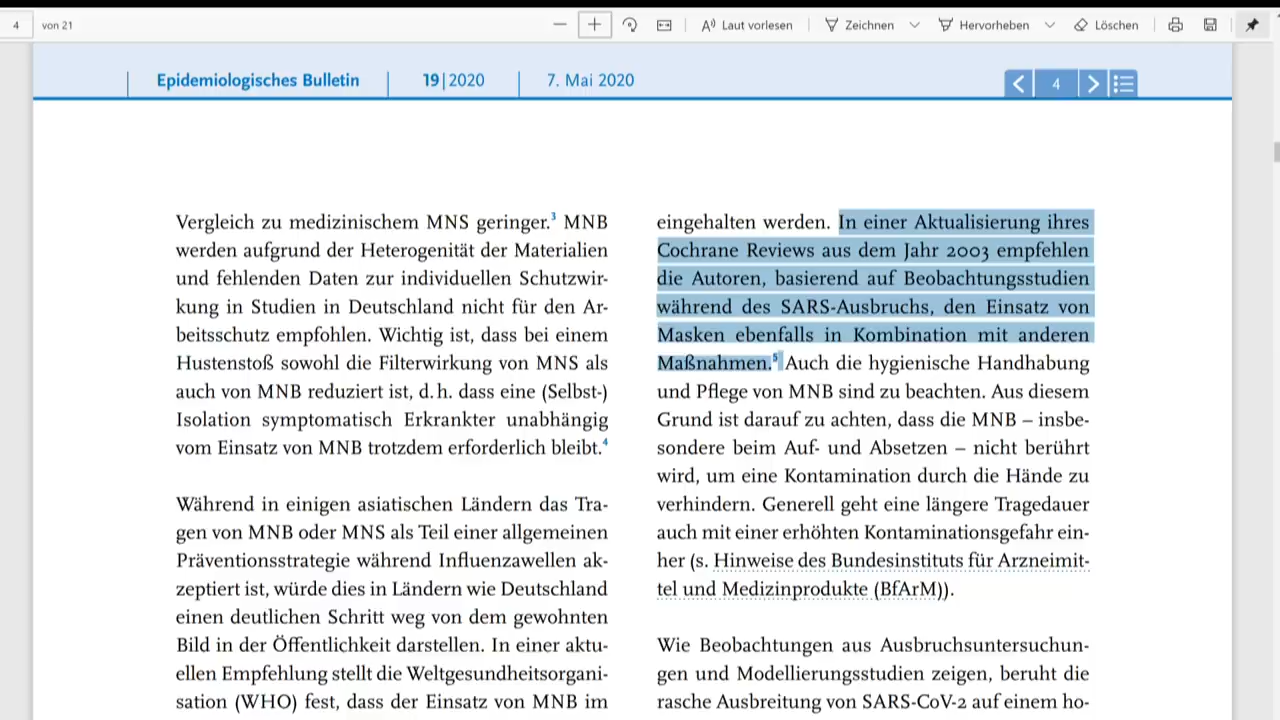 4 von 21
Laut vorlesen
Zeichnen
Hervorheben
Löschen
Epidemiologisches Bulletin
19|2020
7. Mai 2020
4
Vergleich zu medizinischem MNS geringer.³ MNB
werden aufgrund der Heterogenität der Materialien
und fehlenden Daten zur individuellen Schutzwir-
kung in Studien in Deutschland nicht für den Ar-
beitsschutz empfohlen. Wichtig ist, dass bei einem
Hustenstoß sowohl die Filterwirkung von MNS als
auch von MNB reduziert ist, d. h. dass eine (Selbst-)
Isolation symptomatisch Erkrankter unabhängig
vom Einsatz von MNB trotzdem erforderlich bleibt.⁴
Während in einigen asiatischen Ländern das Tra-
gen von MNB oder MNS als Teil einer allgemeinen
Präventionsstrategie während Influenzawellen ak-
zeptiert ist, würde dies in Ländern wie Deutschland
einen deutlichen Schritt weg von dem gewohnten
Bild in der Öffentlichkeit darstellen. In einer aktu-
ellen Empfehlung stellt die Weltgesundheitsorgani-
sation (WHO) fest, dass der Einsatz von MNB im
eingehalten werden. In einer Aktualisierung ihres
Cochrane Reviews aus dem Jahr 2003 empfehlen
die Autoren, basierend auf Beobachtungsstudien
während des SARS-Ausbruchs, den Einsatz von
Masken ebenfalls in Kombination mit anderen
Maßnahmen.⁵ Auch die hygienische Handhabung
und Pflege von MNB sind zu beachten. Aus diesem
Grund ist darauf zu achten, dass die MNB – insbe-
sondere beim Auf- und Absetzen – nicht berührt
wird, um eine Kontamination durch die Hände zu
verhindern. Generell geht eine längere Tragedauer
auch mit einer erhöhten Kontaminationsgefahr ein-
her (s. Hinweise des Bundesinstituts für Arzneimit-
tel und Medizinprodukte (BfArM)).
Wie Beobachtungen aus Ausbruchsuntersuchun-
gen und Modellierungsstudien zeigen, beruht die
rasche Ausbreitung von SARS-CoV-2 auf einem ho-